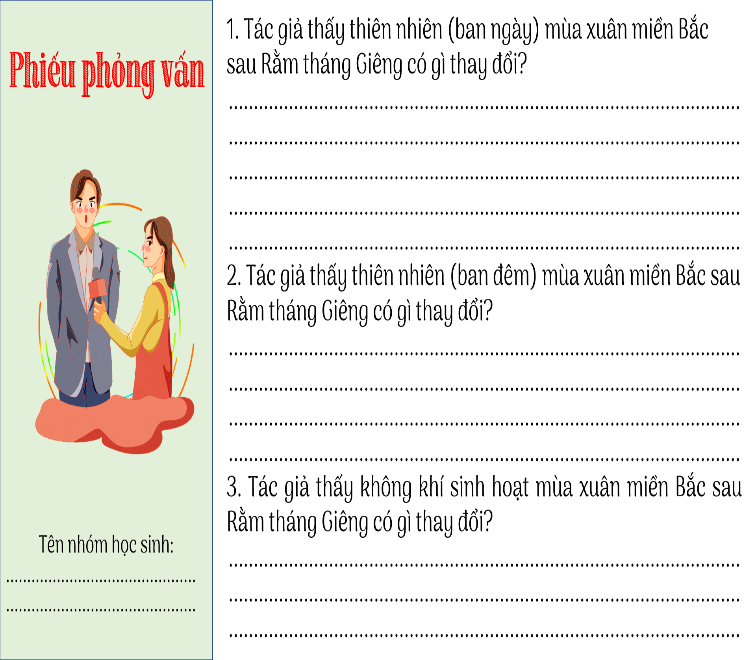 Phiếu phỏng vấn
Tên nhóm học sinh:
1. Tác giả thấy thiên nhiên (ban ngày) mùa xuân miền Bắc
sau Rằm tháng Giêng có gì thay đổi?
2. Tác giả thấy thiên nhiên (ban đêm) mùa xuân miền Bắc sau
Rằm tháng Giêng có gì thay đổi?
3. Tác giả thấy không khí sinh hoạt mùa xuân miền Bắc sau
Rằm tháng Giêng có gì thay đổi?